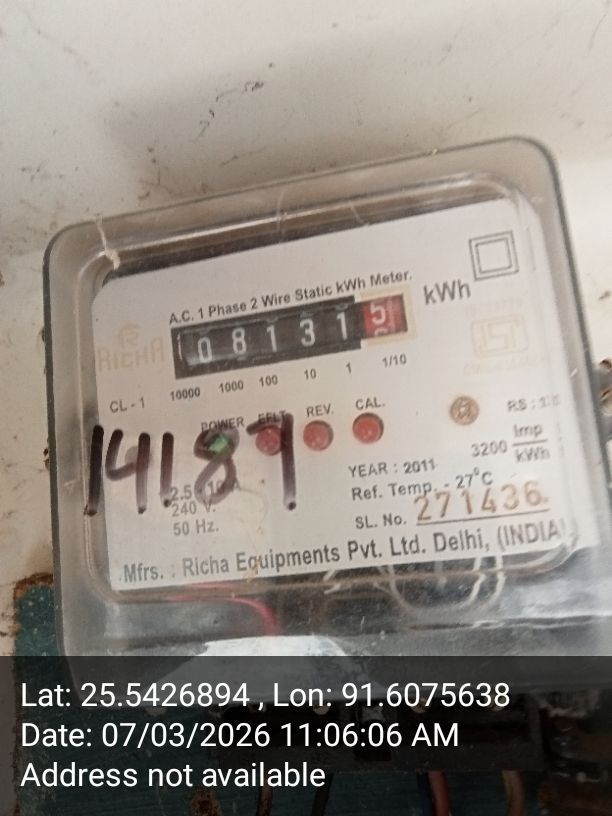 A.C. 1 Phase 2 Wire Static kWh Meter.
kWh
रि
RICHA
0 8 1 3 1 5
10000 1000 100 10 1 1/10
CL - 1
POWER EFLT REV. CAL.
14187
3200 Imp/kWh
240 V.
50 Hz.
YEAR : 2011
Ref. Temp. - 27°C
SL. No. 271436
Mfrs. : Richa Equipments Pvt. Ltd. Delhi, (INDIA)
Lat: 25.5426894 , Lon: 91.6075638
Date: 07/03/2026 11:06:06 AM
Address not available